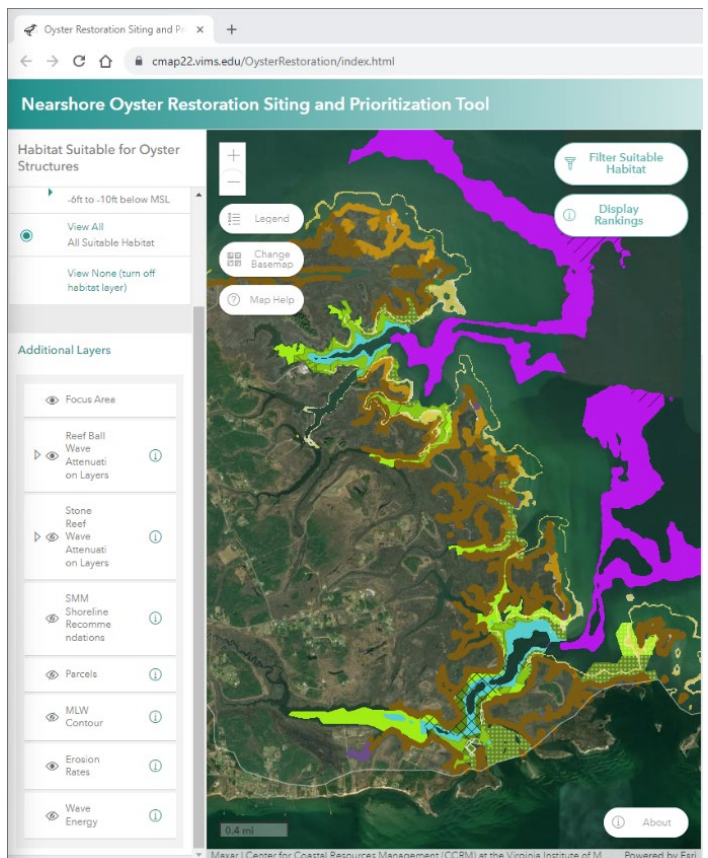 Oyster Restoration Siting and Pr
cmap22.vims.edu/OysterRestoration/index.html
Nearshore Oyster Restoration Siting and Prioritization Tool
Habitat Suitable for Oyster
Structures
-6ft to -10ft below MSL
View All
All Suitable Habitat
View None (turn off
habitat layer)
Additional Layers
Focus Area
Reef Ball
Wave
Attenuati
on Layers
Stone
Reef
Wave
Attenuati
on Layers
SMM
Shoreline
Recomme
ndations
Parcels
MLW
Contour
Erosion
Rates
Wave
Energy
Legend
Change
Basemap
Map Help
Filter Suitable
Habitat
Display
Rankings
0.4 mi
About
Maxar | Center for Coastal Resources Management (CCRM) at the Virginia Institute of M...
Powered by Esri